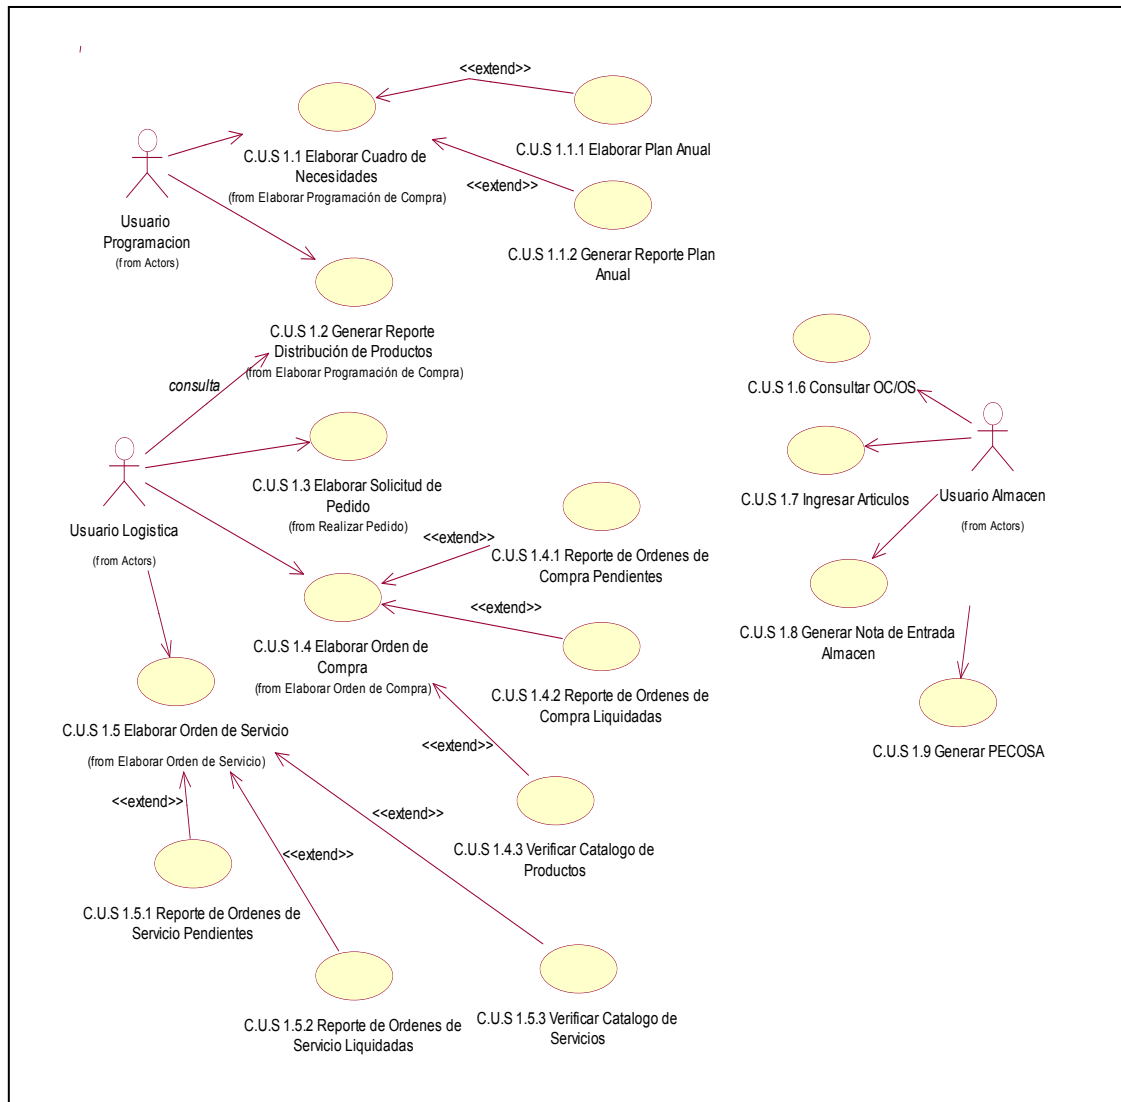 <<extend>>
C.U.S 1.1 Elaborar Cuadro de
Necesidades
(from Elaborar Programación de Compra)
C.U.S 1.1.1 Elaborar Plan Anual
<<extend>>
Usuario
Programacion
(from Actors)
C.U.S 1.1.2 Generar Reporte Plan
Anual
C.U.S 1.2 Generar Reporte
Distribución de Productos
(from Elaborar Programación de Compra)
consulta
C.U.S 1.6 Consultar OC/OS
C.U.S 1.3 Elaborar Solicitud de
Pedido
(from Realizar Pedido)
C.U.S 1.7 Ingresar Articulos
Usuario Almacen
(from Actors)
Usuario Logistica
(from Actors)
<<extend>>
C.U.S 1.4.1 Reporte de Ordenes de
Compra Pendientes
<<extend>>
C.U.S 1.4 Elaborar Orden de
Compra
(from Elaborar Orden de Compra)
C.U.S 1.8 Generar Nota de Entrada
Almacen
C.U.S 1.4.2 Reporte de Ordenes de
Compra Liquidadas
C.U.S 1.5 Elaborar Orden de Servicio
(from Elaborar Orden de Servicio)
<<extend>>
C.U.S 1.9 Generar PECOSA
<<extend>>
<<extend>>
<<extend>>
C.U.S 1.4.3 Verificar Catalogo de
Productos
C.U.S 1.5.1 Reporte de Ordenes de
Servicio Pendientes
C.U.S 1.5.2 Reporte de Ordenes de
Servicio Liquidadas
C.U.S 1.5.3 Verificar Catalogo de
Servicios